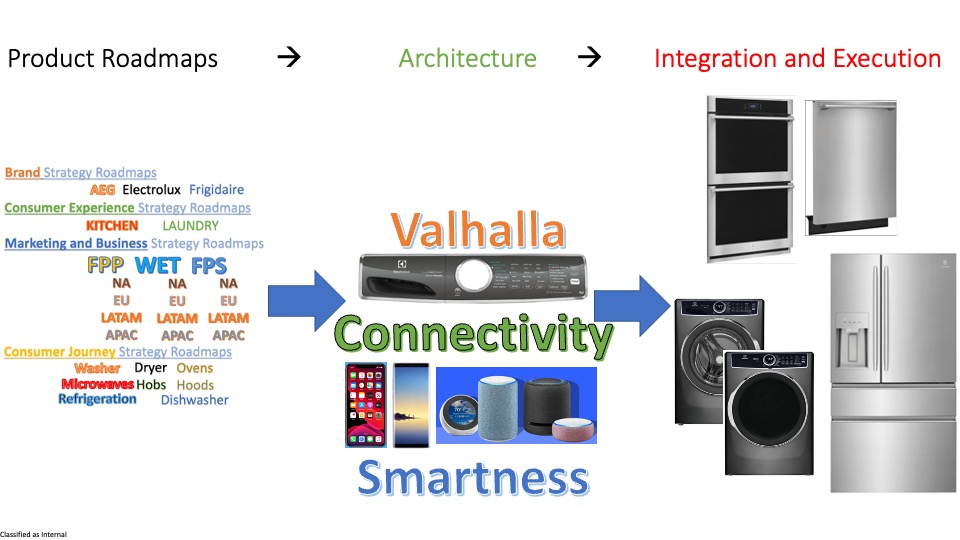 Product Roadmaps → Architecture → Integration and Execution
Brand Strategy Roadmaps
AEG Electrolux Frigidaire
Consumer Experience Strategy Roadmaps
KITCHEN LAUNDRY
Marketing and Business Strategy Roadmaps
FPP WET FPS
NA NA NA
EU EU EU
LATAM LATAM LATAM
APAC APAC APAC
Consumer Journey Strategy Roadmaps
Washer Dryer Ovens
Microwaves Hobs Hoods
Refrigeration Dishwasher
Valhalla
Electrolux
Connectivity
Smartness
Classified as Internal